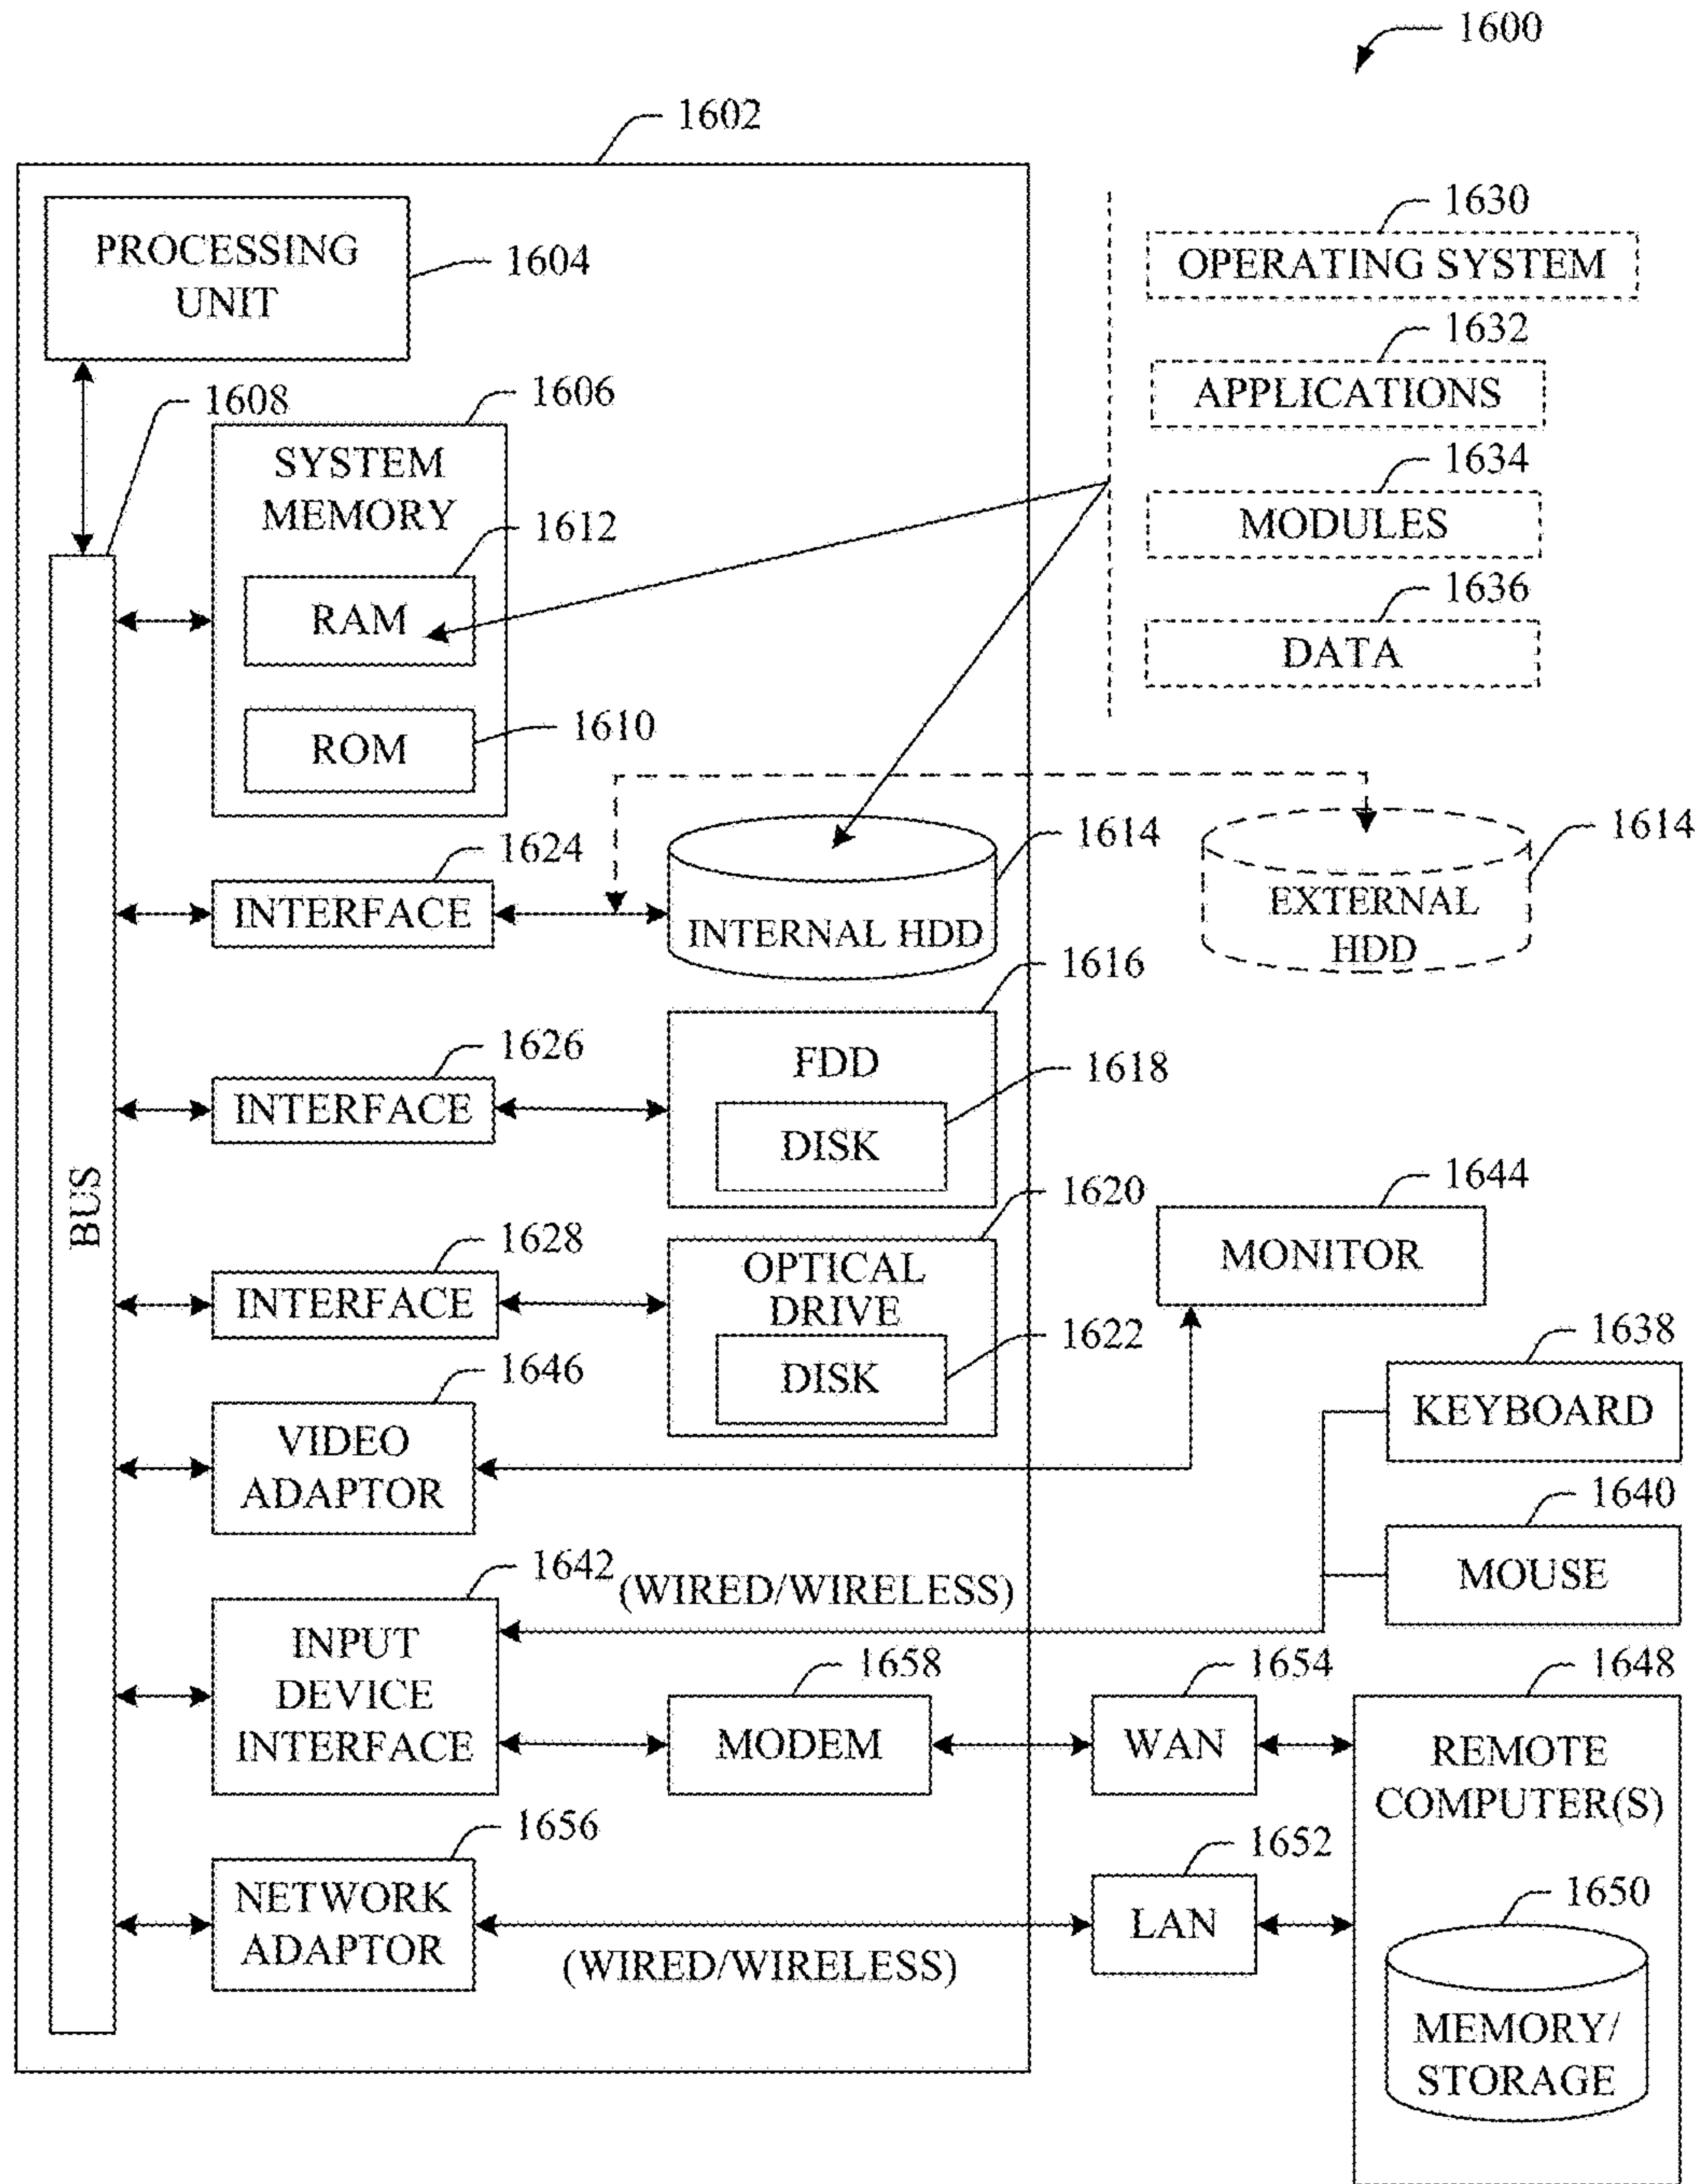 1600
1602
PROCESSING
UNIT
1604
1630
OPERATING SYSTEM
1632
APPLICATIONS
1634
MODULES
1636
DATA
1608
1606
SYSTEM
MEMORY
1612
RAM
1610
ROM
BUS
1624
INTERFACE
1614
INTERNAL HDD
1614
EXTERNAL
HDD
1626
INTERFACE
1616
FDD
1618
DISK
1628
INTERFACE
1620
OPTICAL
DRIVE
1622
DISK
1644
MONITOR
1646
VIDEO
ADAPTOR
1638
KEYBOARD
1640
MOUSE
1642
(WIRED/WIRELESS)
INPUT
DEVICE
INTERFACE
1658
MODEM
1654
WAN
1648
REMOTE
COMPUTER(S)
1656
NETWORK
ADAPTOR
(WIRED/WIRELESS)
1652
LAN
1650
MEMORY/
STORAGE